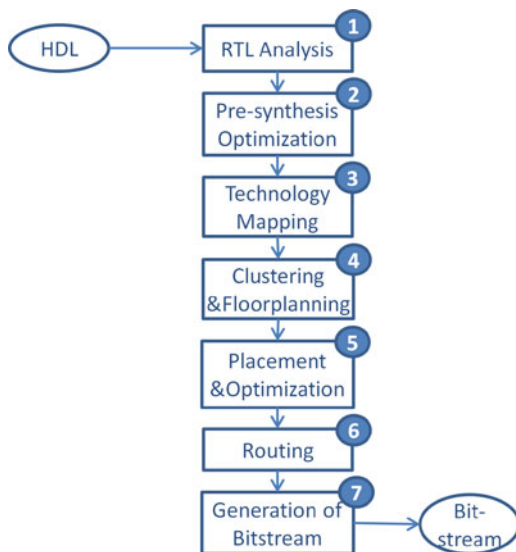 HDL
1
RTL Analysis
2
Pre-synthesis
Optimization
3
Technology
Mapping
4
Clustering
&Floorplanning
5
Placement
&Optimization
6
Routing
7
Generation of
Bitstream
Bit-
stream